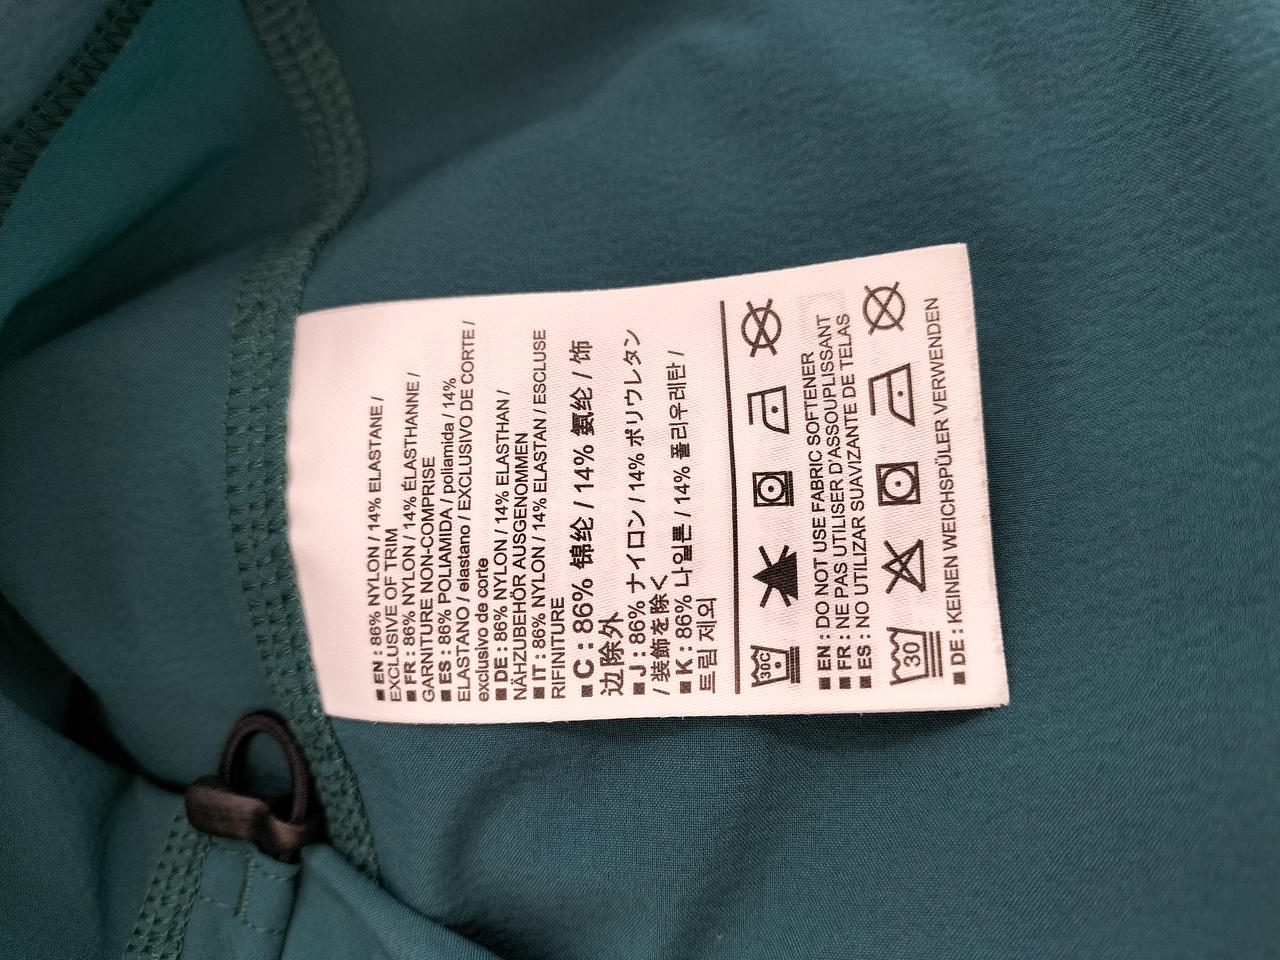 ■ EN : 86% NYLON / 14% ELASTANE /
EXCLUSIVE OF TRIM
■ FR : 86% NYLON / 14% ÉLASTHANNE /
GARNITURE NON-COMPRISE
■ ES : 86% POLIAMIDA / poliamida / 14%
ELASTANO / elastano / EXCLUSIVO DE CORTE /
exclusivo de corte
■ DE : 86% NYLON / 14% ELASTHAN /
NÄHZUBEHÖR AUSGENOMMEN
■ IT : 86% NYLON / 14% ELASTAN / ESCLUSE
RIFINITURE
■ C : 86% 锦纶 / 14% 氨纶 / 饰
边除外
■ J : 86% ナイロン / 14% ポリウレタン
/ 装飾を除く
■ K : 86% 나일론 / 14% 폴리우레탄 /
트림 제외
30C
■ EN : DO NOT USE FABRIC SOFTENER
■ FR : NE PAS UTILISER D'ASSOUPLISSANT
■ ES : NO UTILIZAR SUAVIZANTE DE TELAS
30
■ DE : KEINEN WEICHSPÜLER VERWENDEN